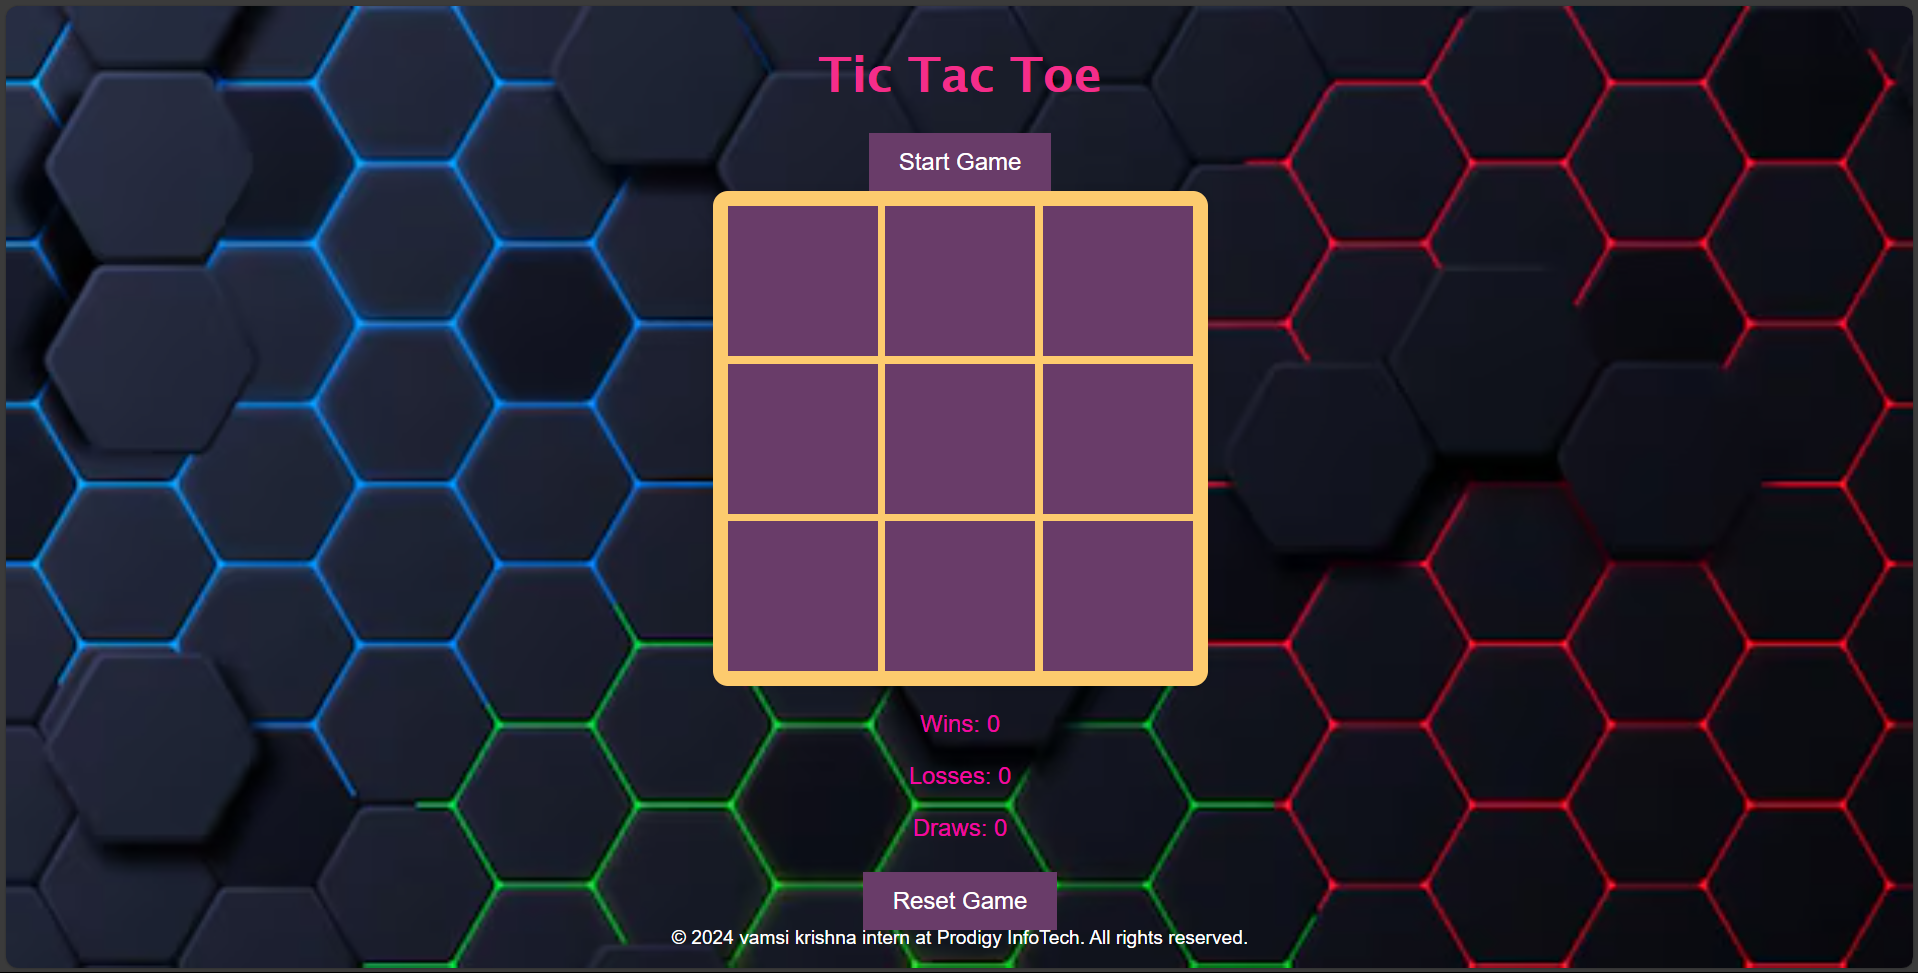 Tic Tac Toe
Start Game
Wins: 0
Losses: 0
Draws: 0
Reset Game
© 2024 vamsi krishna intern at Prodigy InfoTech. All rights reserved.